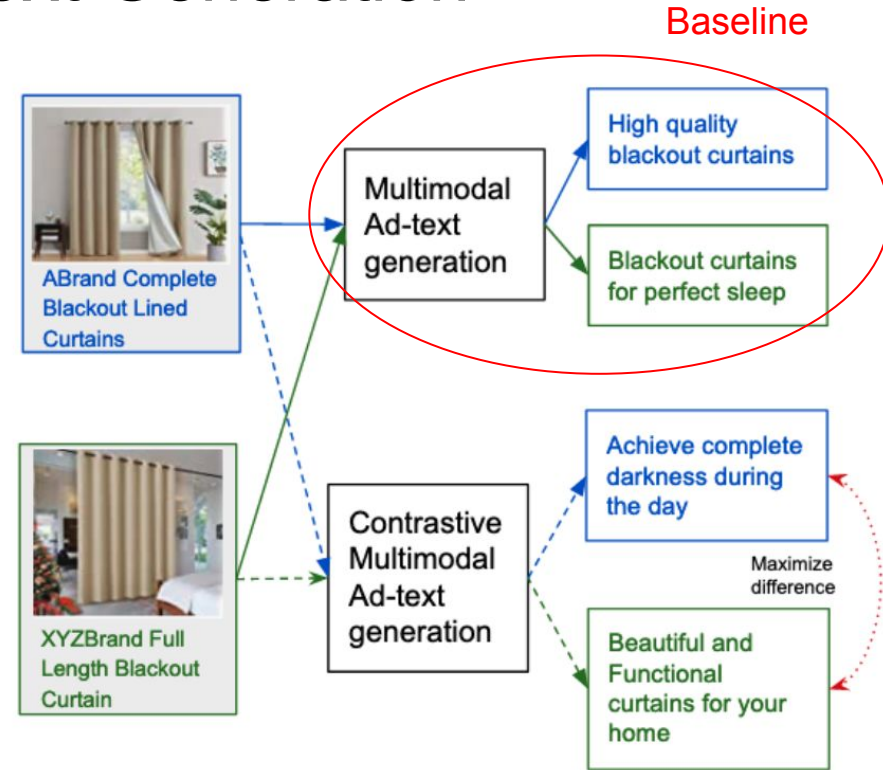 Baseline
High quality
blackout curtains
Multimodal
Ad-text
generation
ABrand Complete
Blackout Lined
Curtains
Blackout curtains
for perfect sleep
Achieve complete
darkness during
the day
Contrastive
Multimodal
Ad-text
generation
Maximize
difference
XYZBrand Full
Length Blackout
Curtain
Beautiful and
Functional
curtains for your
home